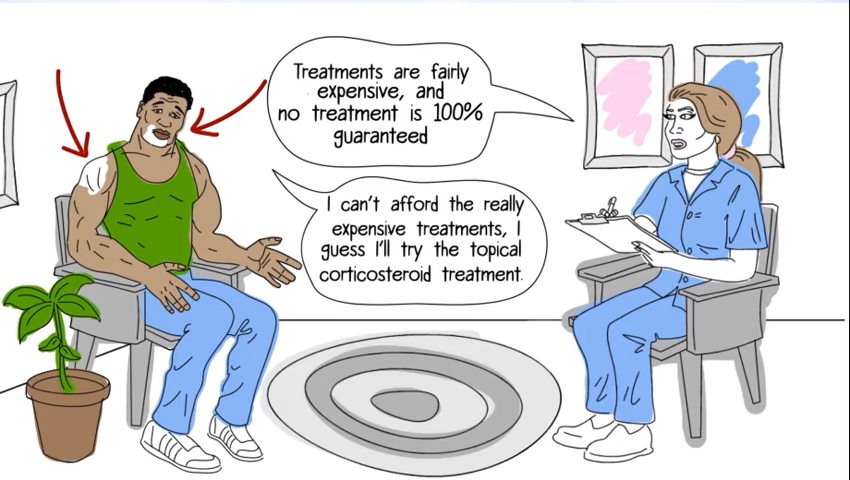 Treatments are fairly
expensive, and
no treatment is 100%
guaranteed
I can't afford the really
expensive treatments, I
guess I'll try the topical
corticosteroid treatment.